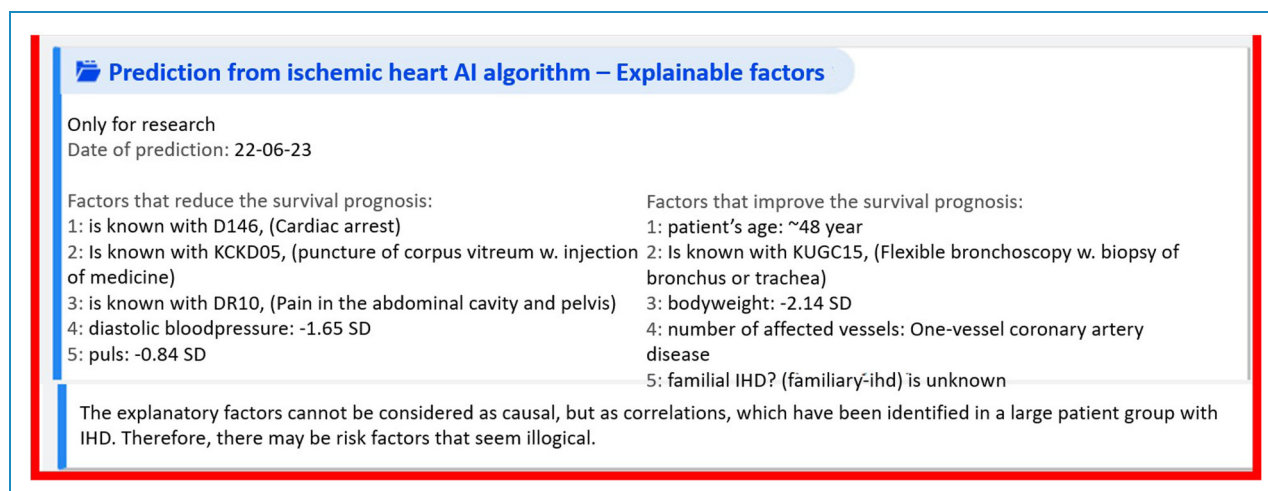 Prediction from ischemic heart AI algorithm – Explainable factors
Only for research
Date of prediction: 22-06-23
Factors that reduce the survival prognosis:
1: is known with D146, (Cardiac arrest)
2: Is known with KCKD05, (puncture of corpus vitreum w. injection
of medicine)
3: is known with DR10, (Pain in the abdominal cavity and pelvis)
4: diastolic bloodpressure: -1.65 SD
5: puls: -0.84 SD
Factors that improve the survival prognosis:
1: patient's age: ~48 year
2: Is known with KUGC15, (Flexible bronchoscopy w. biopsy of
bronchus or trachea)
3: bodyweight: -2.14 SD
4: number of affected vessels: One-vessel coronary artery
disease
5: familial IHD? (familiary-ihd) is unknown
The explanatory factors cannot be considered as causal, but as correlations, which have been identified in a large patient group with
IHD. Therefore, there may be risk factors that seem illogical.